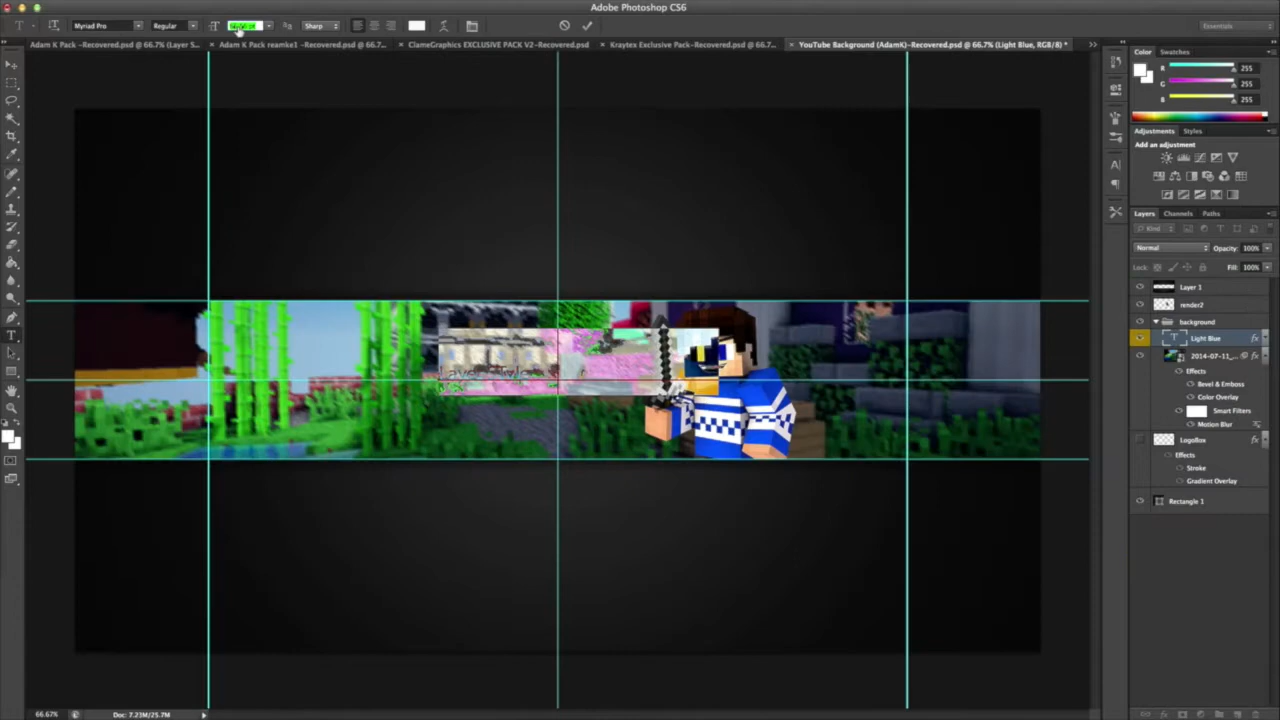 Adobe Photoshop CS6
Myriad Pro Regular Sharp Essentials
Adam K Pack -Recovered.psd @ 66.7% (Layer S... Adam K Pack reamke1 -Recovered.psd @ 66.7... ClameGraphics EXCLUSIVE PACK V2-Recovered.psd Kraytex Exclusive Pack-Recovered.psd @ 66.7... YouTube Background (AdamK)-Recovered.psd @ 66.7% (Light Blue, RGB/8) *
Color Swatches
R 255
G 255
B 255
Adjustments Styles
Add an adjustment
Layers Channels Paths
Kind
Normal Opacity: 100%
Lock: Fill: 100%
Layer 1
render2
background
Light Blue fx
2014-07-11_...
Effects
Bevel & Emboss
Color Overlay
Smart Filters
Motion Blur
LogoBox fx
Effects
Stroke
Gradient Overlay
Rectangle 1
66.67% Doc: 7.23M/25.7M